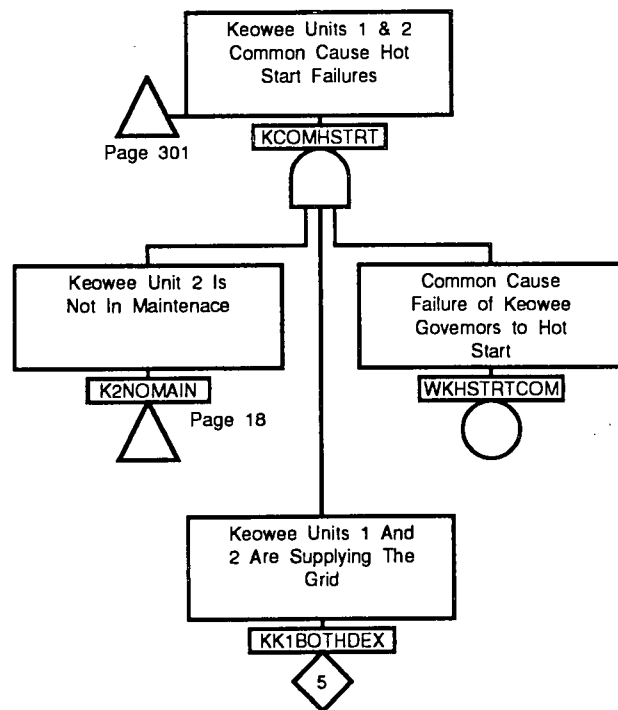 Keowee Units 1 & 2
Common Cause Hot
Start Failures
Page 301
KCOMHSTRT
Keowee Unit 2 Is
Not In Maintenace
K2NOMAIN
Page 18
Common Cause
Failure of Keowee
Governors to Hot
Start
WKHSTRTCOM
Keowee Units 1 And
2 Are Supplying The
Grid
KK1BOTHDEX
5